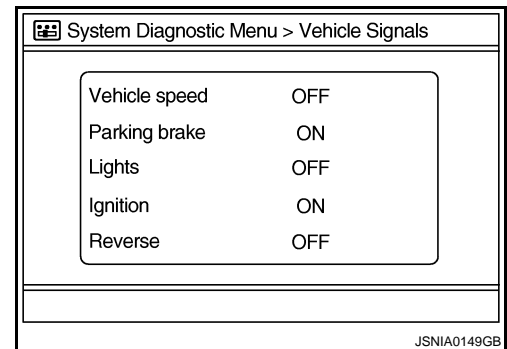 System Diagnostic Menu > Vehicle Signals
Vehicle speed OFF
Parking brake ON
Lights OFF
Ignition ON
Reverse OFF
JSNIA0149GB